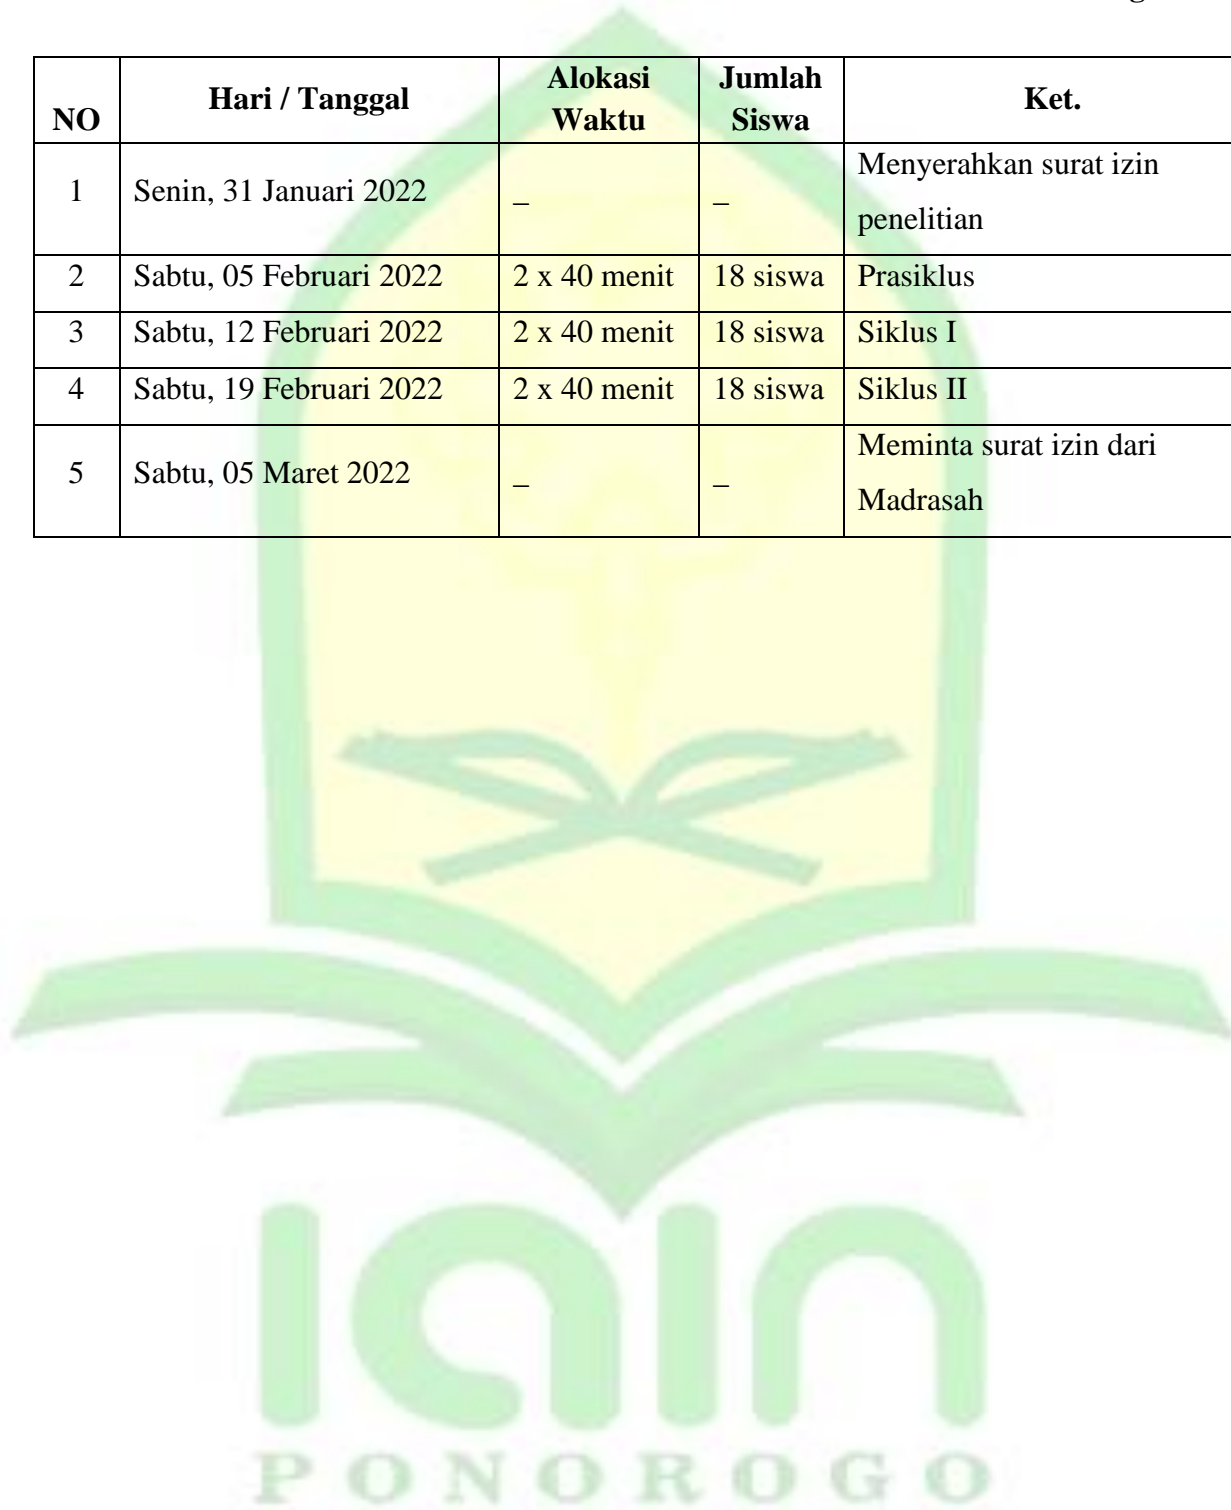 NO Hari / Tanggal Alokasi Waktu Jumlah Siswa Ket.
1 Senin, 31 Januari 2022 _ _ Menyerahkan surat izin
penelitian
2 Sabtu, 05 Februari 2022 2 x 40 menit 18 siswa Prasiklus
3 Sabtu, 12 Februari 2022 2 x 40 menit 18 siswa Siklus I
4 Sabtu, 19 Februari 2022 2 x 40 menit 18 siswa Siklus II
5 Sabtu, 05 Maret 2022 _ _ Meminta surat izin dari
Madrasah
IAIN
PONOROGO